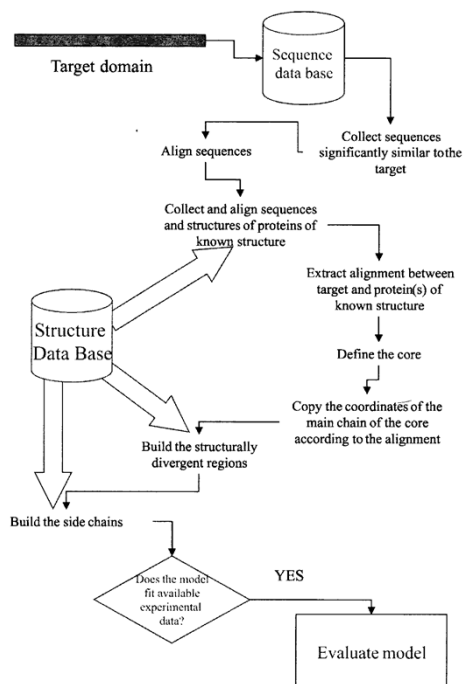 Target domain
Sequence
data base
Collect sequences
significantly similar to the
target
Align sequences
Collect and align sequences
and structures of proteins of
known structure
Extract alignment between
target and protein(s) of
known structure
Structure
Data Base
Define the core
Copy the coordinates of the
main chain of the core
according to the alignment
Build the structurally
divergent regions
Build the side chains
Does the model
fit available
experimental
data?
YES
Evaluate model